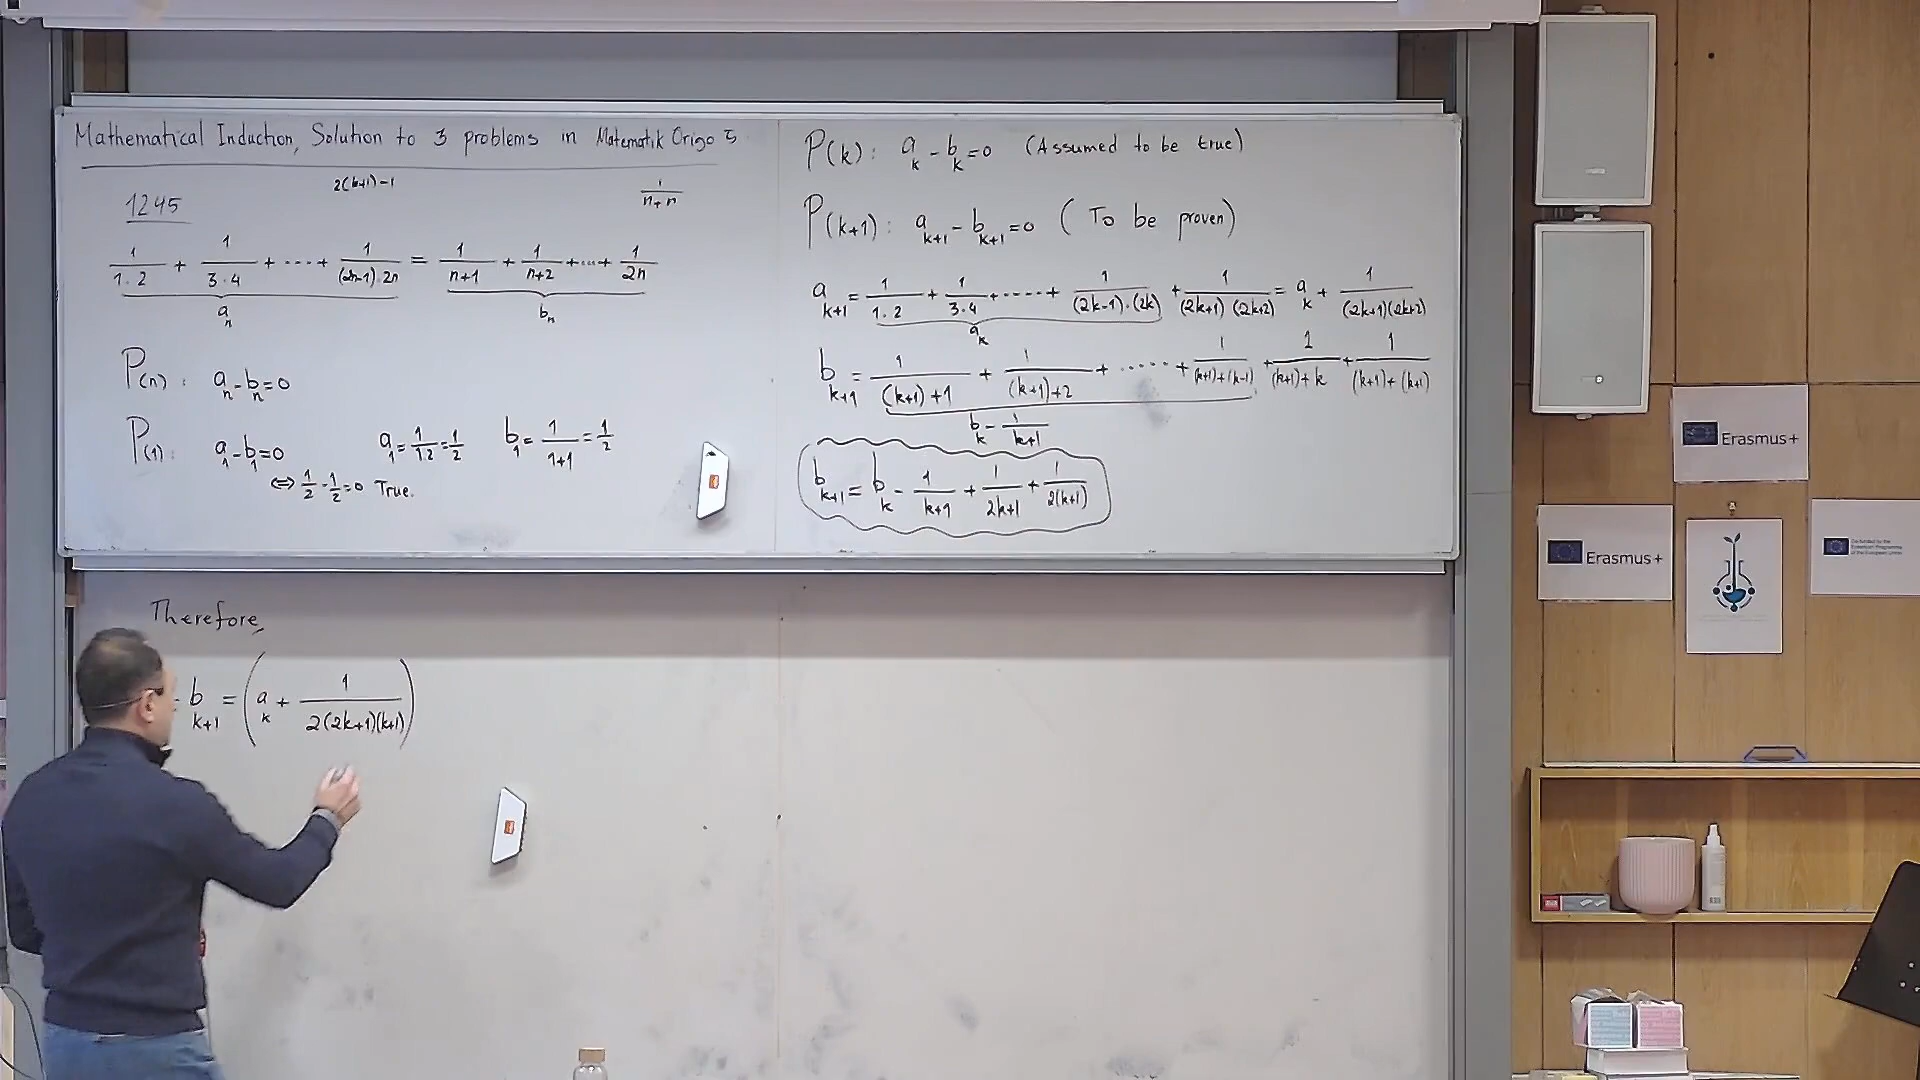 Mathematical Induction, Solution to 3 problems in Matematik Origo 5
2(k+1)-1
1/(n+n)
1245
1/(1·2) + 1/(3·4) + ····+ 1/((2n-1)·2n) = 1/(n+1) + 1/(n+2) +···+ 1/(2n)
a_n
b_n
P(n): a_n - b_n = 0
P(1): a_1 - b_1 = 0
a_1 = 1/(1·2) = 1/2
b_1 = 1/(1+1) = 1/2
⇔ 1/2 - 1/2 = 0 True.
P(k): a_k - b_k = 0 (Assumed to be true)
P(k+1): a_{k+1} - b_{k+1} = 0 (To be proven)
a_{k+1} = 1/(1·2) + 1/(3·4) + ····+ 1/((2k-1)·(2k)) + 1/((2k+1)(2k+2)) = a_k + 1/((2k+1)(2k+2))
a_k
b_{k+1} = 1/((k+1)+1) + 1/((k+1)+2) + ····· + 1/((k+1)+(k-1)) + 1/((k+1)+k) + 1/((k+1)+(k+1))
b_k - 1/(k+1)
b_{k+1} = b_k - 1/(k+1) + 1/(2k+1) + 1/(2(k+1))
Therefore,
- b_{k+1} = (a_k + 1/(2(2k+1)(k+1)))
Erasmus+
Erasmus+